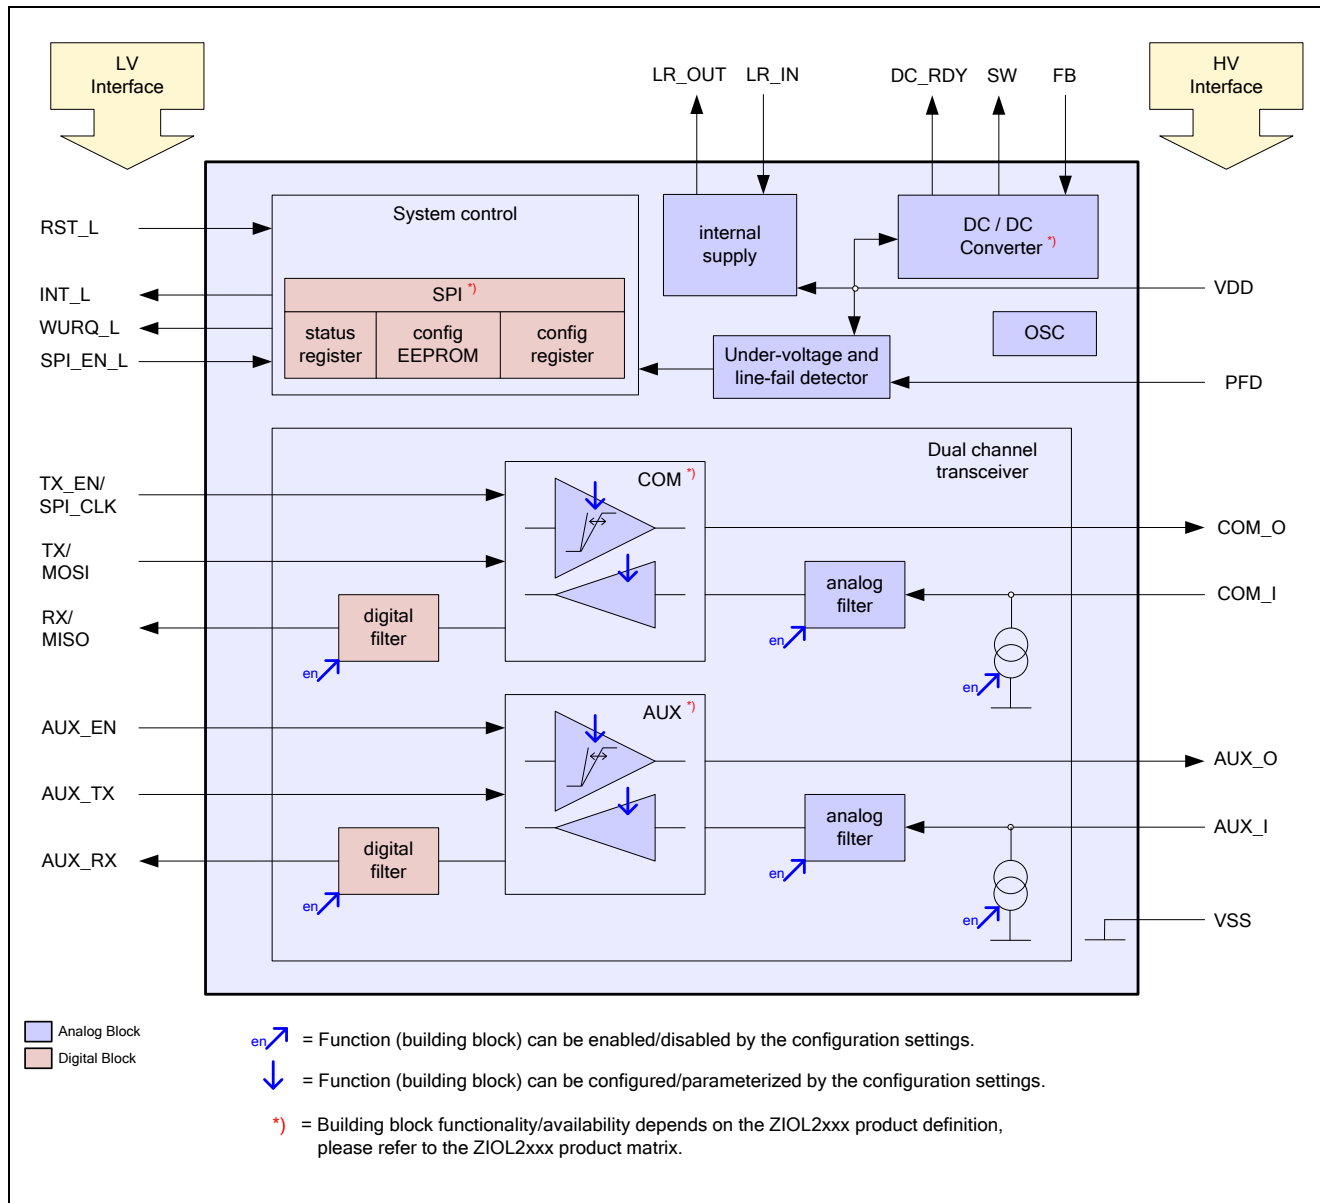 LV
Interface
HV
Interface
LR_OUT
LR_IN
DC_RDY
SW
FB
System control
RST_L
INT_L
WURQ_L
SPI_EN_L
SPI *)
status
register
config
EEPROM
config
register
internal
supply
DC / DC
Converter *)
VDD
OSC
Under-voltage and
line-fail detector
PFD
Dual channel
transceiver
TX_EN/
SPI_CLK
TX/
MOSI
RX/
MISO
COM *)
digital
filter
en
analog
filter
en
en
COM_O
COM_I
AUX_EN
AUX_TX
AUX_RX
AUX *)
digital
filter
en
analog
filter
en
en
AUX_O
AUX_I
VSS
Analog Block
Digital Block
en = Function (building block) can be enabled/disabled by the configuration settings.
= Function (building block) can be configured/parameterized by the configuration settings.
*) = Building block functionality/availability depends on the ZIOL2xxx product definition,
please refer to the ZIOL2xxx product matrix.